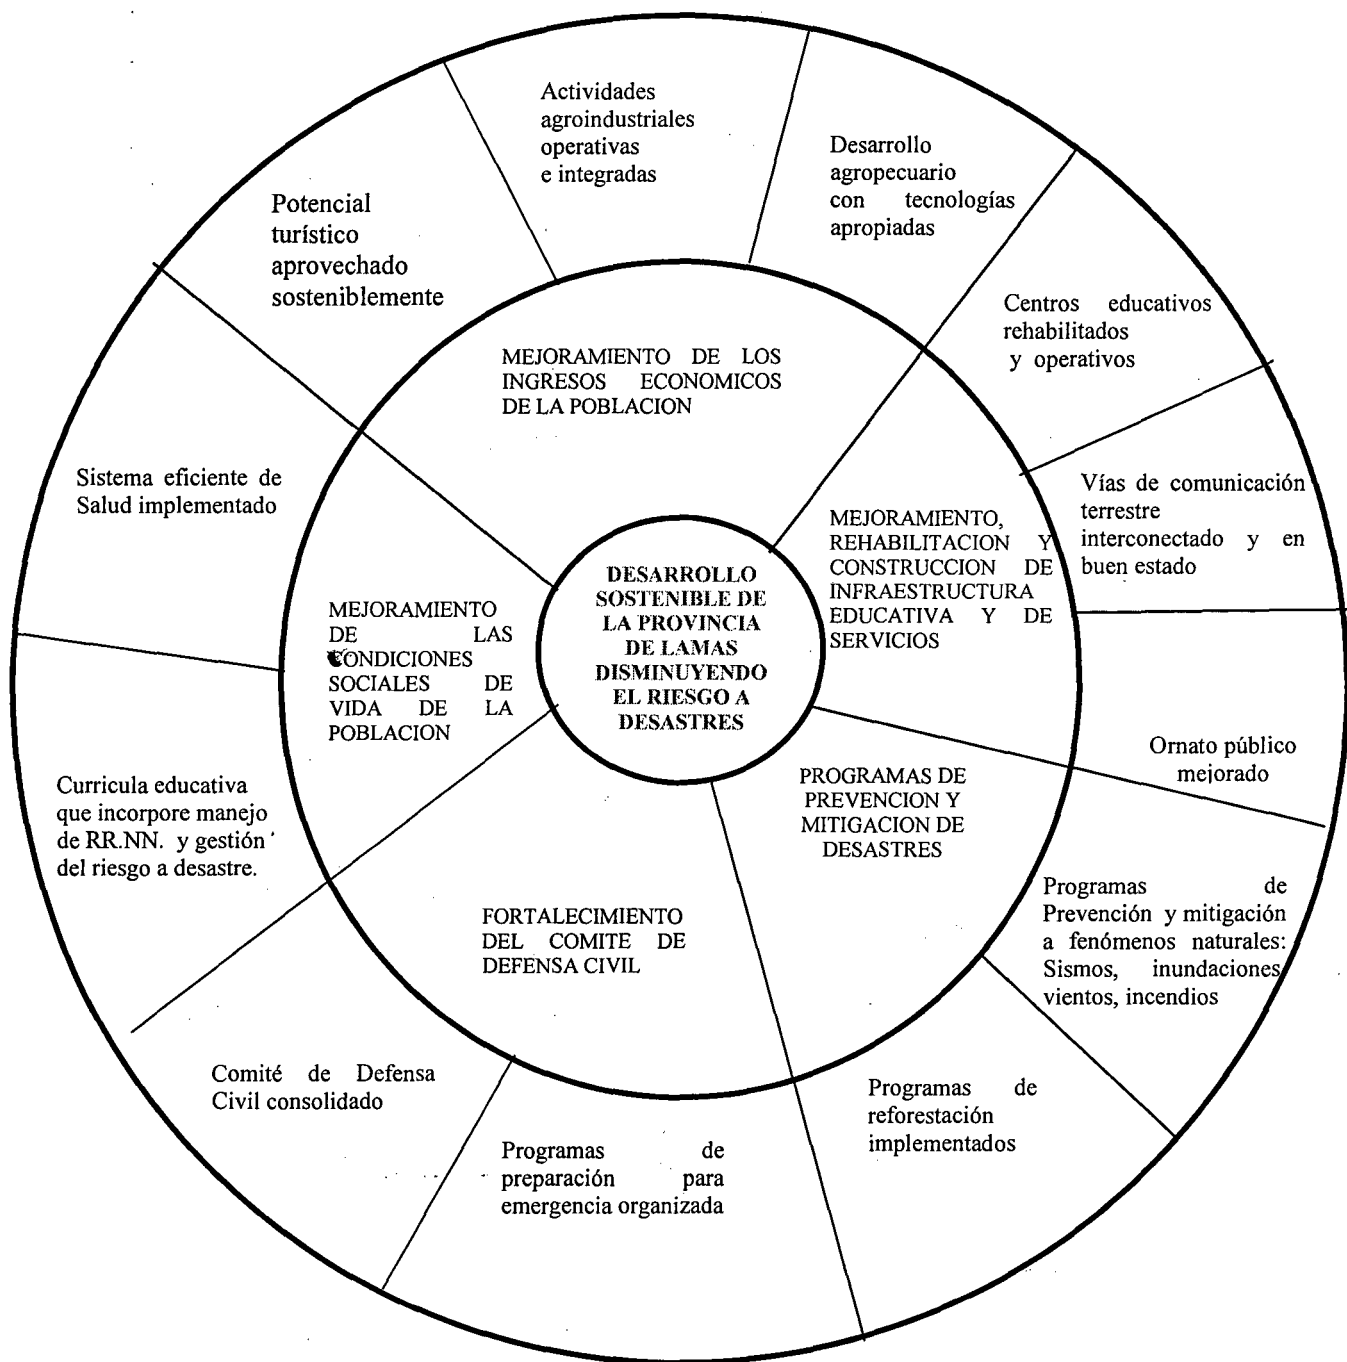 Actividades
agroindustriales
operativas
e integradas
Desarrollo
agropecuario
con tecnologías
apropiadas
Potencial
turístico
aprovechado
sosteniblemente
Centros educativos
rehabilitados
y operativos
MEJORAMIENTO DE LOS
INGRESOS ECONOMICOS
DE LA POBLACION
Sistema eficiente de
Salud implementado
Vías de comunicación
terrestre
interconectado y en
buen estado
MEJORAMIENTO,
REHABILITACION Y
CONSTRUCCION DE
INFRAESTRUCTURA
EDUCATIVA Y DE
SERVICIOS
DESARROLLO
SOSTENIBLE DE
LA PROVINCIA
DE LAMAS
DISMINUYENDO
EL RIESGO A
DESASTRES
MEJORAMIENTO
DE LAS
CONDICIONES
SOCIALES DE
VIDA DE LA
POBLACION
Ornato público
mejorado
Curricula educativa
que incorpore manejo
de RR.NN. y gestión
del riesgo a desastre.
PROGRAMAS DE
PREVENCION Y
MITIGACION DE
DESASTRES
Programas de
Prevención y mitigación
a fenómenos naturales:
Sismos, inundaciones,
vientos, incendios
FORTALECIMIENTO
DEL COMITE DE
DEFENSA CIVIL
Comité de Defensa
Civil consolidado
Programas de
reforestación
implementados
Programas de
preparación para
emergencia organizada